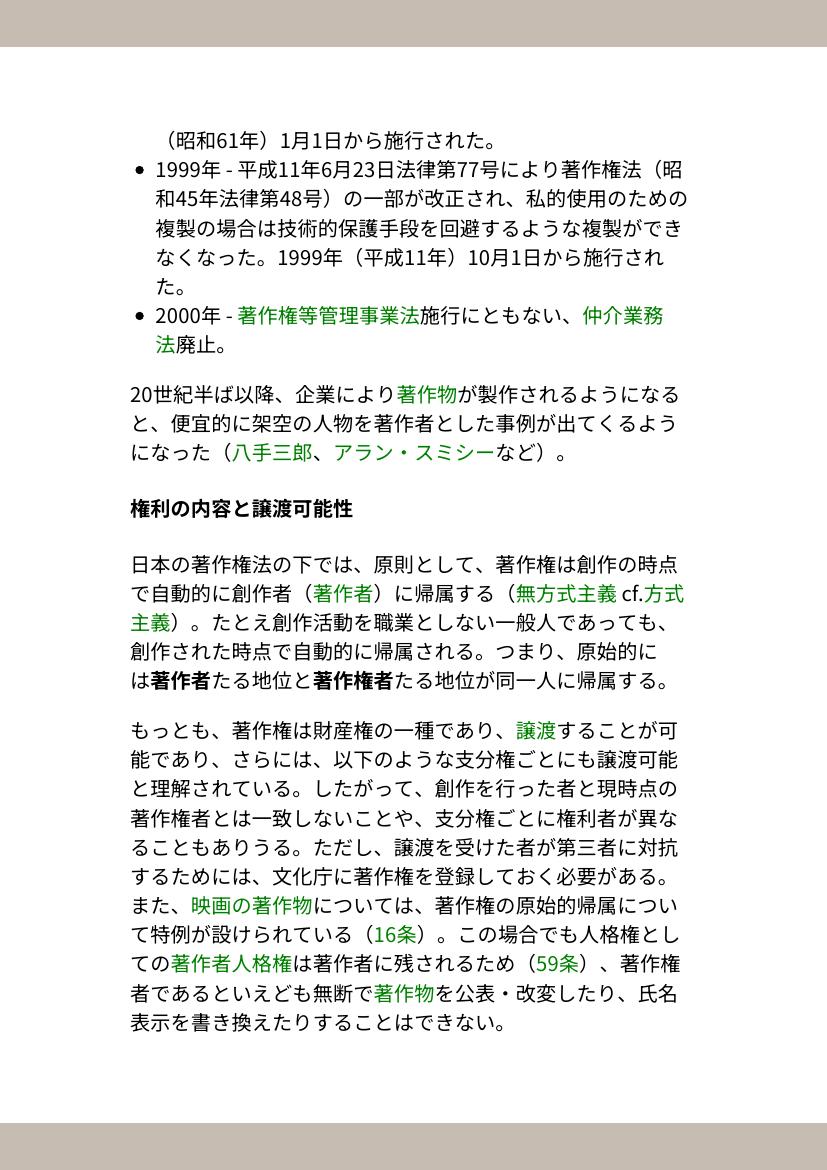 （昭和61年）1月1日から施行された。
1999年 - 平成11年6月23日法律第77号により著作権法（昭
和45年法律第48号）の一部が改正され、私的使用のための
複製の場合は技術的保護手段を回避するような複製ができ
なくなった。1999年（平成11年）10月1日から施行され
た。
2000年 - 著作権等管理事業法施行にともない、仲介業務
法廃止。
20世紀半ば以降、企業により著作物が製作されるようになる
と、便宜的に架空の人物を著作者とした事例が出てくるよう
になった（八手三郎、アラン・スミシーなど）。
権利の内容と譲渡可能性
日本の著作権法の下では、原則として、著作権は創作の時点
で自動的に創作者（著作者）に帰属する（無方式主義 cf.方式
主義）。たとえ創作活動を職業としない一般人であっても、
創作された時点で自動的に帰属される。つまり、原始的に
は著作者たる地位と著作権者たる地位が同一人に帰属する。
もっとも、著作権は財産権の一種であり、譲渡することが可
能であり、さらには、以下のような支分権ごとにも譲渡可能
と理解されている。したがって、創作を行った者と現時点の
著作権者とは一致しないことや、支分権ごとに権利者が異な
ることもありうる。ただし、譲渡を受けた者が第三者に対抗
するためには、文化庁に著作権を登録しておく必要がある。
また、映画の著作物については、著作権の原始的帰属につい
て特例が設けられている（16条）。この場合でも人格権とし
ての著作者人格権は著作者に残されるため（59条）、著作権
者であるといえども無断で著作物を公表・改変したり、氏名
表示を書き換えたりすることはできない。